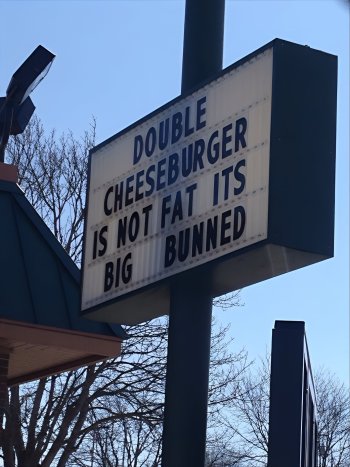 DOUBLE
CHEESEBURGER
IS NOT FAT ITS
BIG BUNNED